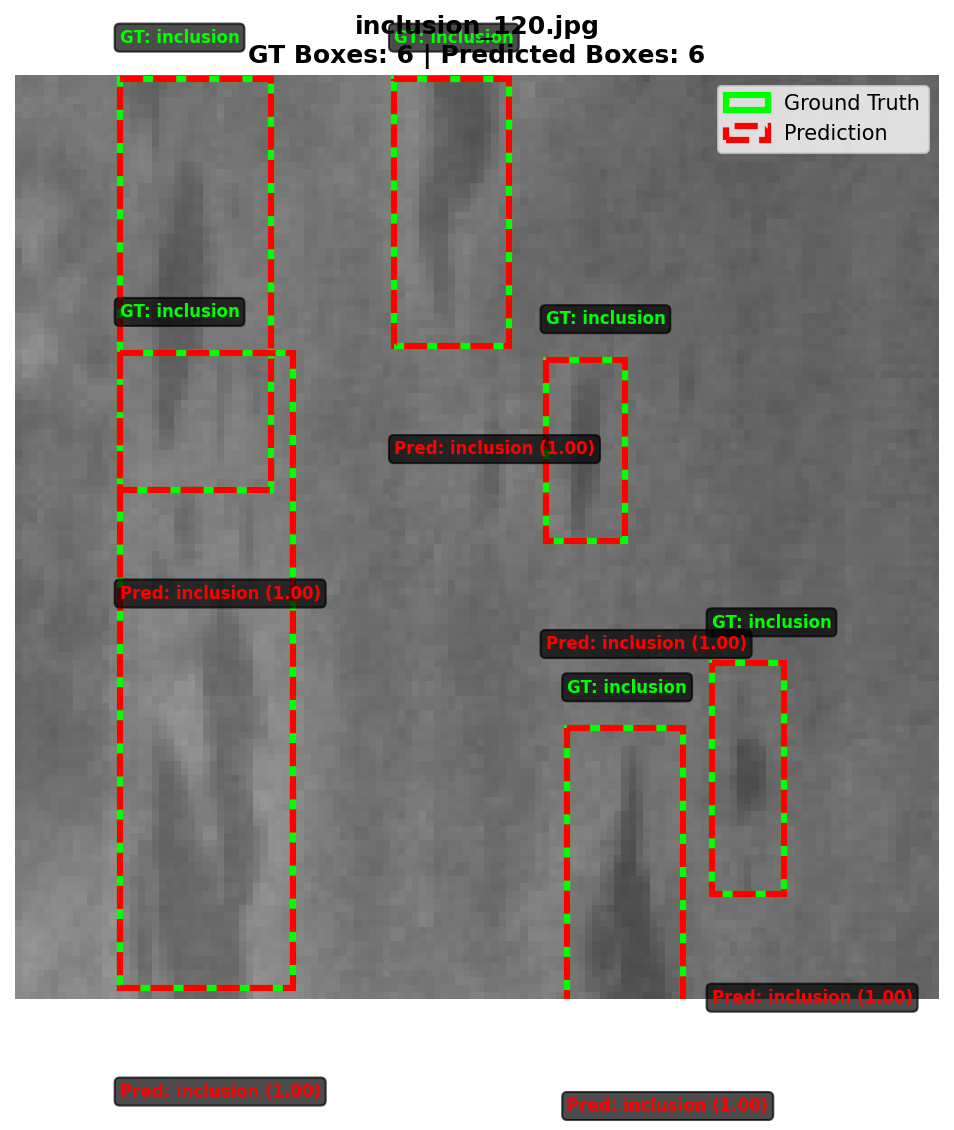 inclusion_120.jpg
GT Boxes: 6 | Predicted Boxes: 6
GT: inclusion
GT: inclusion
Ground Truth
Prediction
GT: inclusion
GT: inclusion
Pred: inclusion (1.00)
Pred: inclusion (1.00)
GT: inclusion
Pred: inclusion (1.00)
GT: inclusion
Pred: inclusion (1.00)
Pred: inclusion (1.00)
Pred: inclusion (1.00)